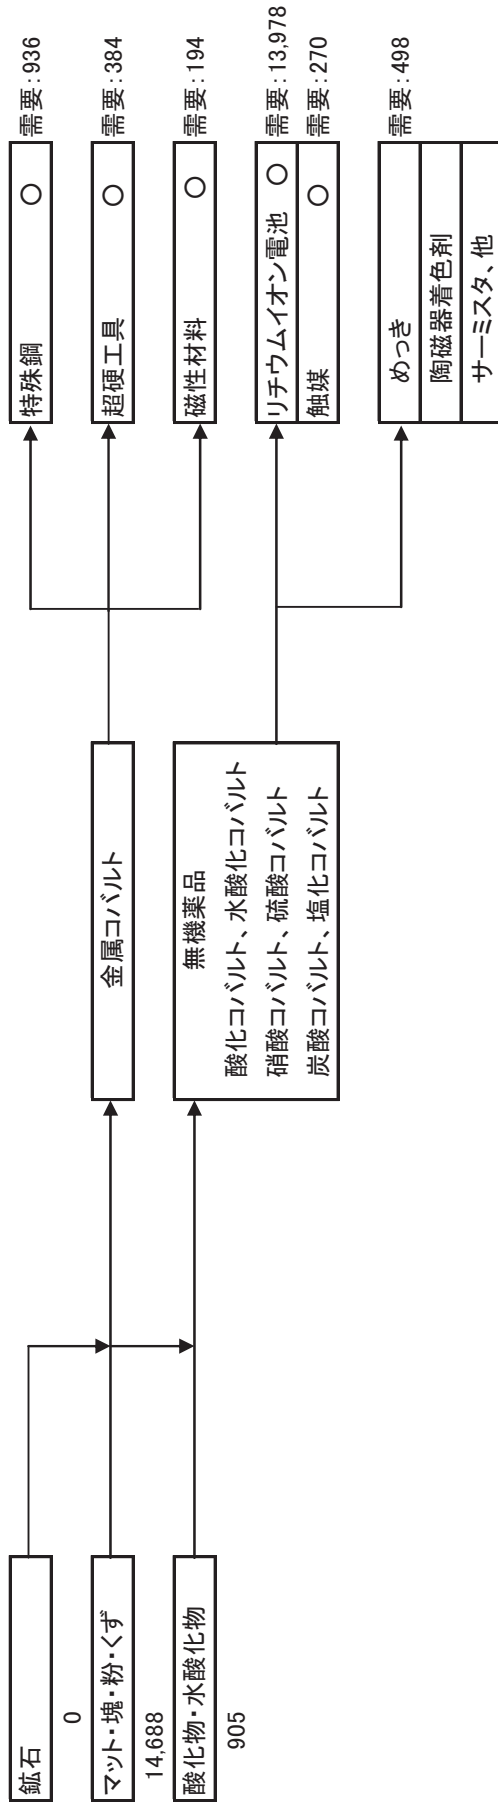 鉱石
0
マット・塊・粉・くず
14,688
酸化物・水酸化物
905
金属コバルト
無機薬品
酸化コバルト、水酸化コバルト
硝酸コバルト、硫酸コバルト
炭酸コバルト、塩化コバルト
特殊鋼 ○
需要:936
超硬工具 ○
需要:384
磁性材料 ○
需要:194
リチウムイオン電池 ○
需要:13,978
触媒 ○
需要:270
めっき
需要:498
陶磁器着色剤
サーミスタ、他